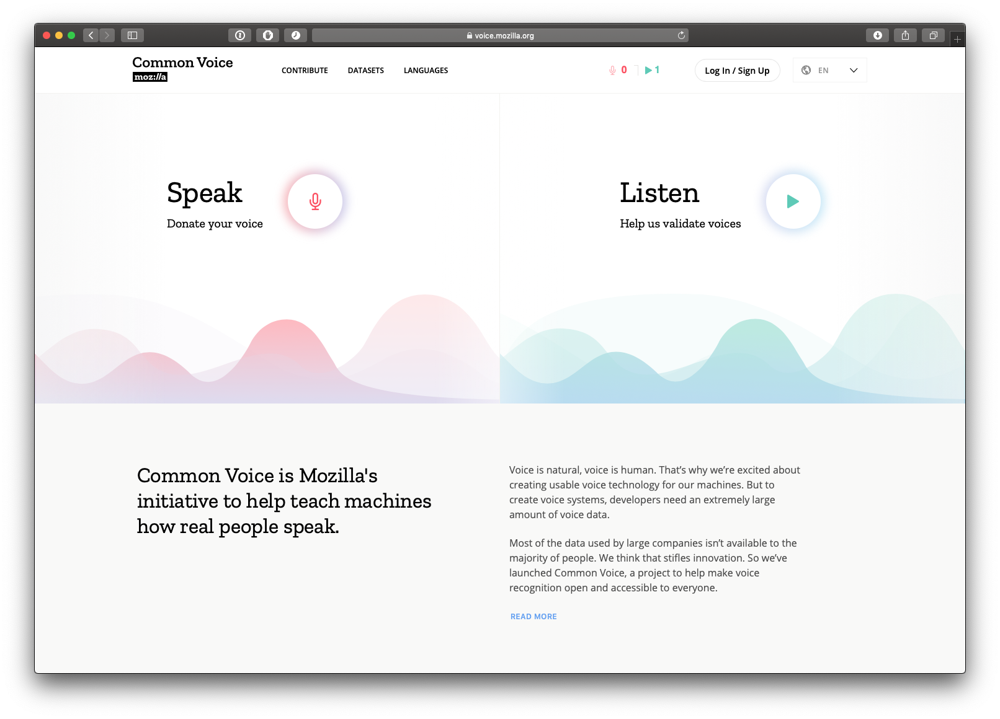 voice.mozilla.org
Common Voice
moz://a
CONTRIBUTE DATASETS LANGUAGES
0 1
Log In / Sign Up
EN
Speak
Donate your voice
Listen
Help us validate voices
Common Voice is Mozilla's
initiative to help teach machines
how real people speak.
Voice is natural, voice is human. That’s why we’re excited about
creating usable voice technology for our machines. But to
create voice systems, developers need an extremely large
amount of voice data.
Most of the data used by large companies isn’t available to the
majority of people. We think that stifles innovation. So we’ve
launched Common Voice, a project to help make voice
recognition open and accessible to everyone.
READ MORE